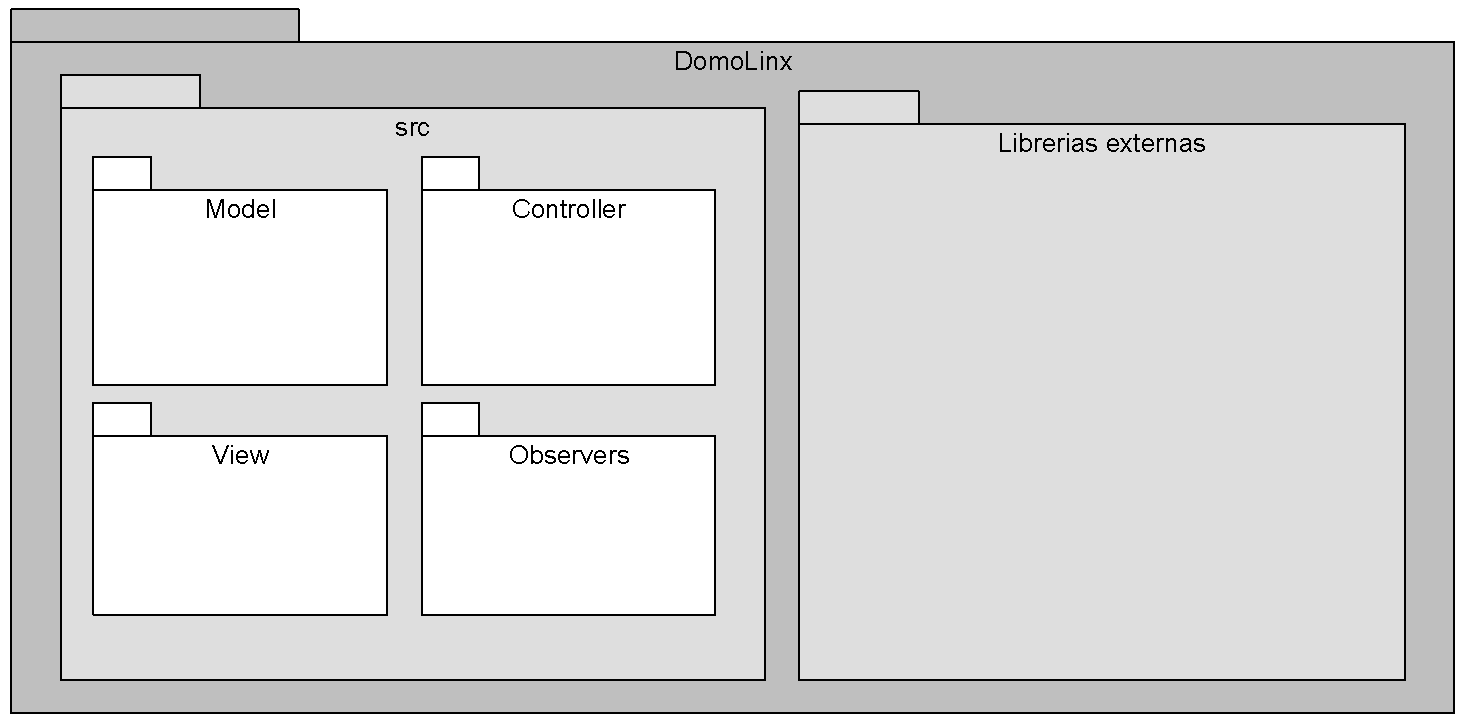 DomoLinx
src
Librerias externas
Model
Controller
View
Observers